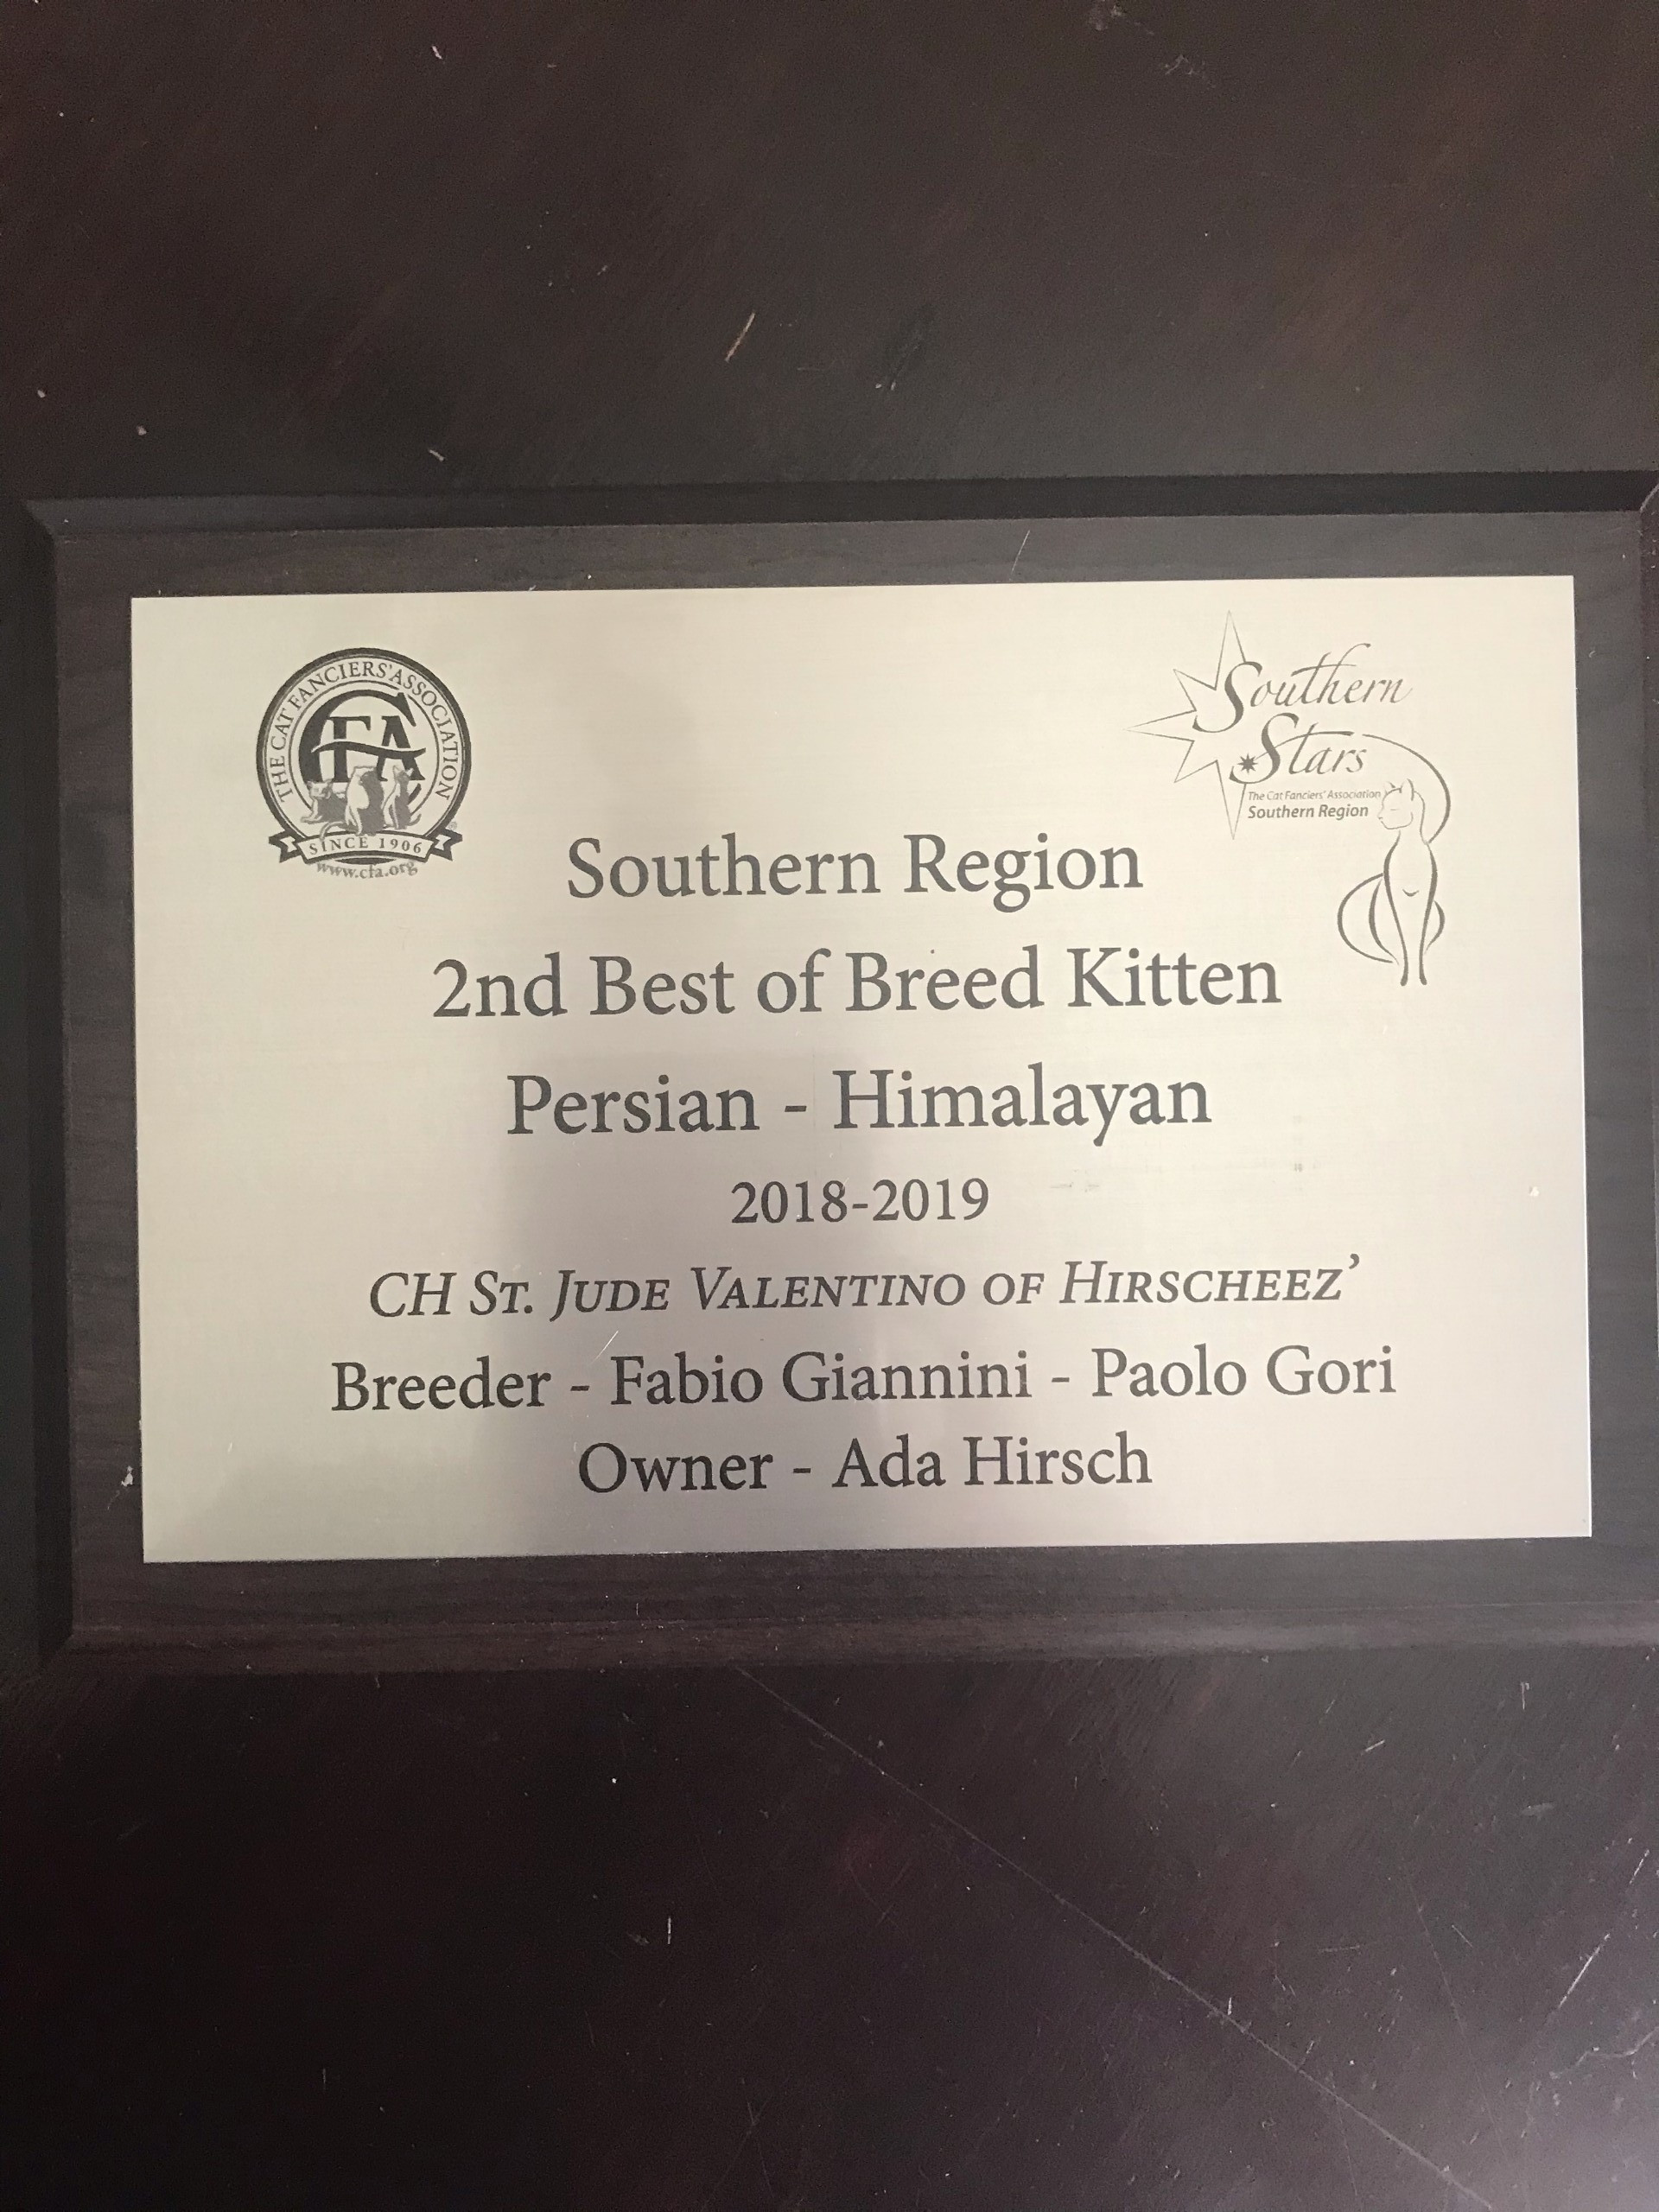 THE CAT FANCIERS' ASSOCIATION
CFA
SINCE 1906
www.cfa.org
Southern
Stars
The Cat Fanciers' Association
Southern Region
Southern Region
2nd Best of Breed Kitten
Persian - Himalayan
2018-2019
CH ST. JUDE VALENTINO OF HIRSCHEEZ’
Breeder - Fabio Giannini - Paolo Gori
Owner - Ada Hirsch